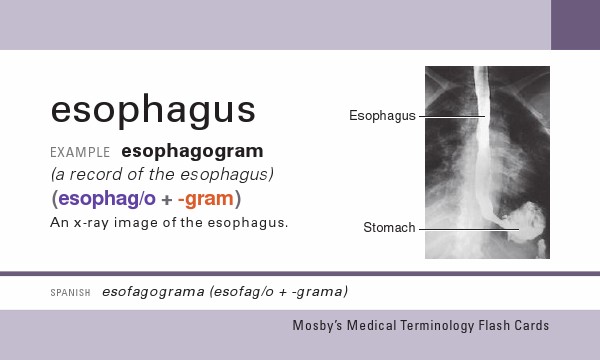 esophagus
EXAMPLE esophagogram
(a record of the esophagus)
(esophag/o + -gram)
An x-ray image of the esophagus.
Esophagus
Stomach
SPANISH esofagograma (esofag/o + -grama)
Mosby's Medical Terminology Flash Cards